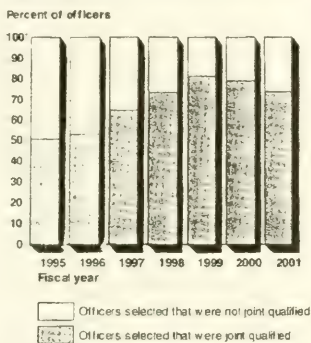 Percent of officers
100
90
80
70
60
50
40
30
20
10
0
1995 1996 1997 1998 1999 2000 2001
Fiscal year
Officers selected that were not joint qualified
Officers selected that were joint qualified